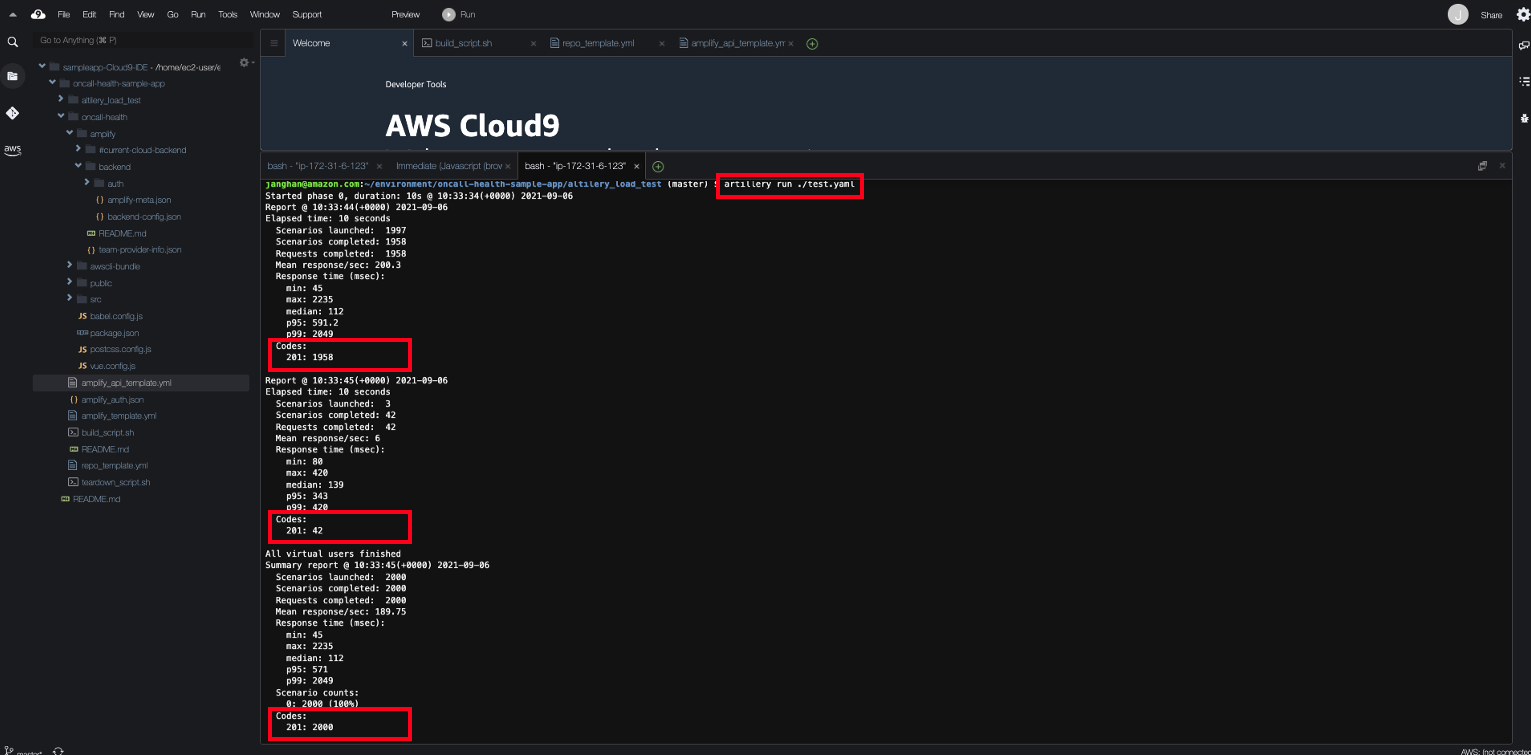 File Edit Find View Go Run Tools Window Support Preview Run
J Share
Go to Anything (⌘ P)
Welcome build_script.sh repo_template.yml amplify_api_template.yn
sampleapp-Cloud9-IDE - /home/ec2-user/e
oncall-health-sample-app
altilery_load_test
oncall-health
amplify
#current-cloud-backend
backend
auth
amplify-meta.json
backend-config.json
README.md
team-provider-info.json
awscli-bundle
public
src
babel.config.js
package.json
postcss.config.js
vue.config.js
amplify_api_template.yml
amplify_auth.json
amplify_template.yml
build_script.sh
README.md
repo_template.yml
teardown_script.sh
README.md
aws
Developer Tools
AWS Cloud9
bash - "ip-172-31-6-123" Immediate (Javascript (brov bash - "ip-172-31-6-123"
janghan@amazon.com:~/environment/oncall-health-sample-app/altilery_load_test (master) $ artillery run ./test.yaml
Started phase 0, duration: 10s @ 10:33:34(+0000) 2021-09-06
Report @ 10:33:44(+0000) 2021-09-06
Elapsed time: 10 seconds
Scenarios launched: 1997
Scenarios completed: 1958
Requests completed: 1958
Mean response/sec: 200.3
Response time (msec):
min: 45
max: 2235
median: 112
p95: 591.2
p99: 2049
Codes:
201: 1958
Report @ 10:33:45(+0000) 2021-09-06
Elapsed time: 10 seconds
Scenarios launched: 3
Scenarios completed: 42
Requests completed: 42
Mean response/sec: 6
Response time (msec):
min: 80
max: 420
median: 139
p95: 343
p99: 420
Codes:
201: 42
All virtual users finished
Summary report @ 10:33:45(+0000) 2021-09-06
Scenarios launched: 2000
Scenarios completed: 2000
Requests completed: 2000
Mean response/sec: 189.75
Response time (msec):
min: 45
max: 2235
median: 112
p95: 571
p99: 2049
Scenario counts:
0: 2000 (100%)
Codes:
201: 2000
master* AWS: (not connected